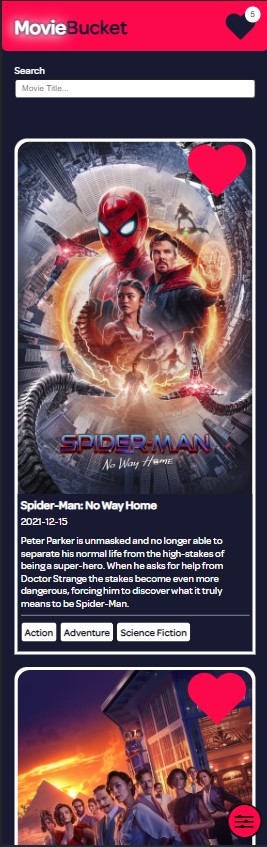 MovieBucket
5
Search
Movie Title...
SPIDER-MAN
No Way Home
Spider-Man: No Way Home
2021-12-15
Peter Parker is unmasked and no longer able to
separate his normal life from the high-stakes of
being a super-hero. When he asks for help from
Doctor Strange the stakes become even more
dangerous, forcing him to discover what it truly
means to be Spider-Man.
Action Adventure Science Fiction